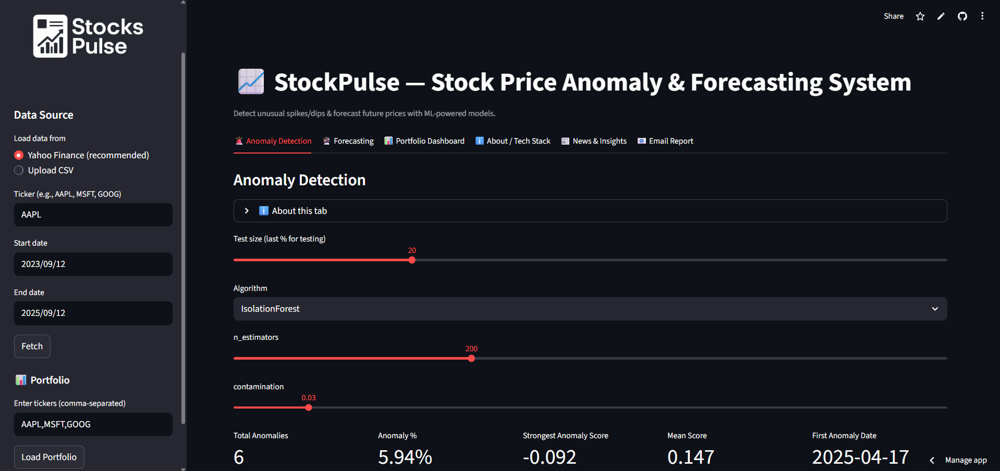 Stocks
Pulse
Data Source
Load data from
Yahoo Finance (recommended)
Upload CSV
Ticker (e.g., AAPL, MSFT, GOOG)
AAPL
Start date
2023/09/12
End date
2025/09/12
Fetch
Portfolio
Enter tickers (comma-separated)
AAPL,MSFT,GOOG
Load Portfolio
Share
StockPulse — Stock Price Anomaly & Forecasting System
Detect unusual spikes/dips & forecast future prices with ML-powered models.
Anomaly Detection Forecasting Portfolio Dashboard About / Tech Stack News & Insights Email Report
Anomaly Detection
About this tab
Test size (last % for testing)
20
Algorithm
IsolationForest
n_estimators
200
contamination
0.03
Total Anomalies Anomaly % Strongest Anomaly Score Mean Score First Anomaly Date
6 5.94% -0.092 0.147 2025-04-17
Manage app